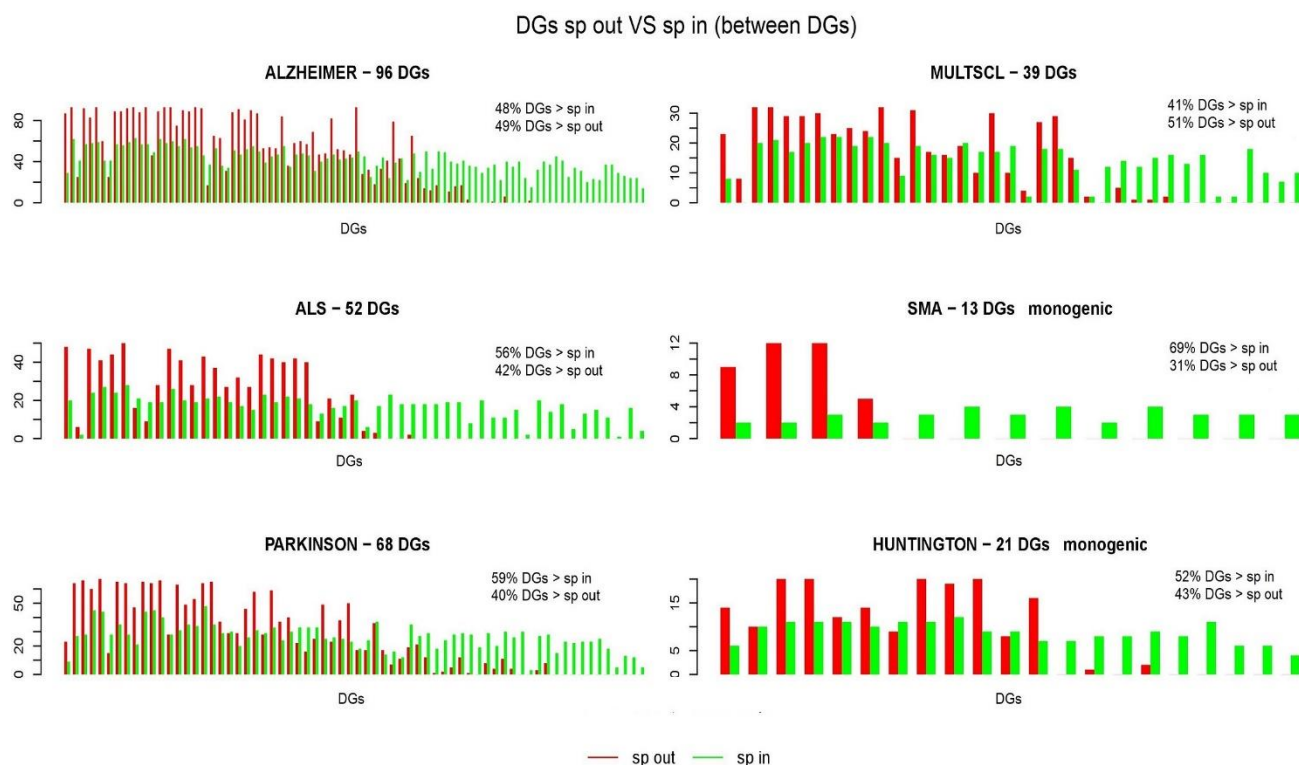 DGs sp out VS sp in (between DGs)
ALZHEIMER – 96 DGs
48% DGs > sp in
49% DGs > sp out
0 40 80
DGs
MULTSCL – 39 DGs
41% DGs > sp in
51% DGs > sp out
0 5 10 20 30
DGs
ALS – 52 DGs
56% DGs > sp in
42% DGs > sp out
0 20 40
DGs
SMA – 13 DGs monogenic
69% DGs > sp in
31% DGs > sp out
0 4 8 12
DGs
PARKINSON – 68 DGs
59% DGs > sp in
40% DGs > sp out
0 20 50
DGs
HUNTINGTON – 21 DGs monogenic
52% DGs > sp in
43% DGs > sp out
0 5 15
DGs
sp out sp in